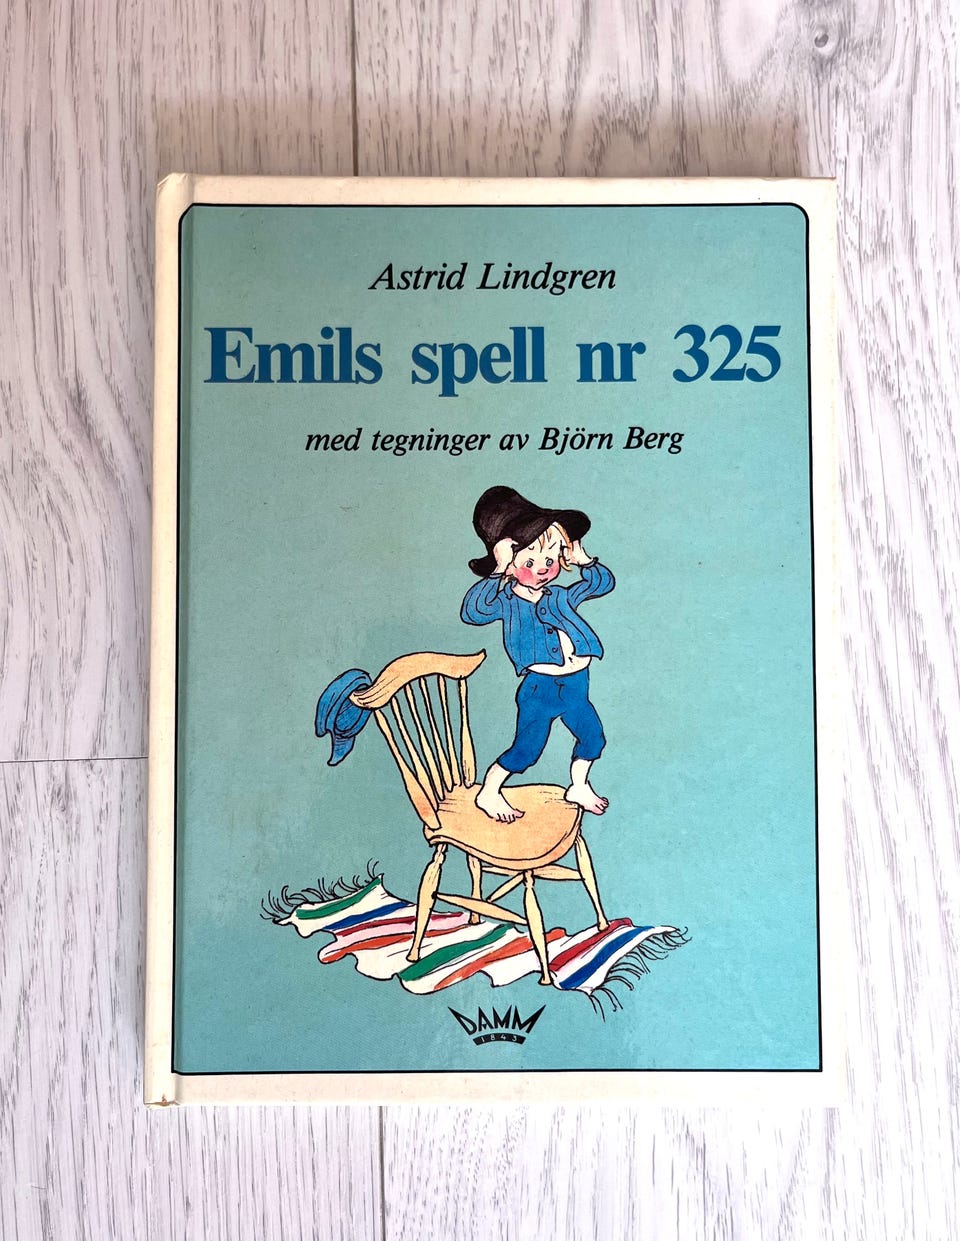 Astrid Lindgren
Emils spell nr 325
med tegninger av Björn Berg
DAMM
1843